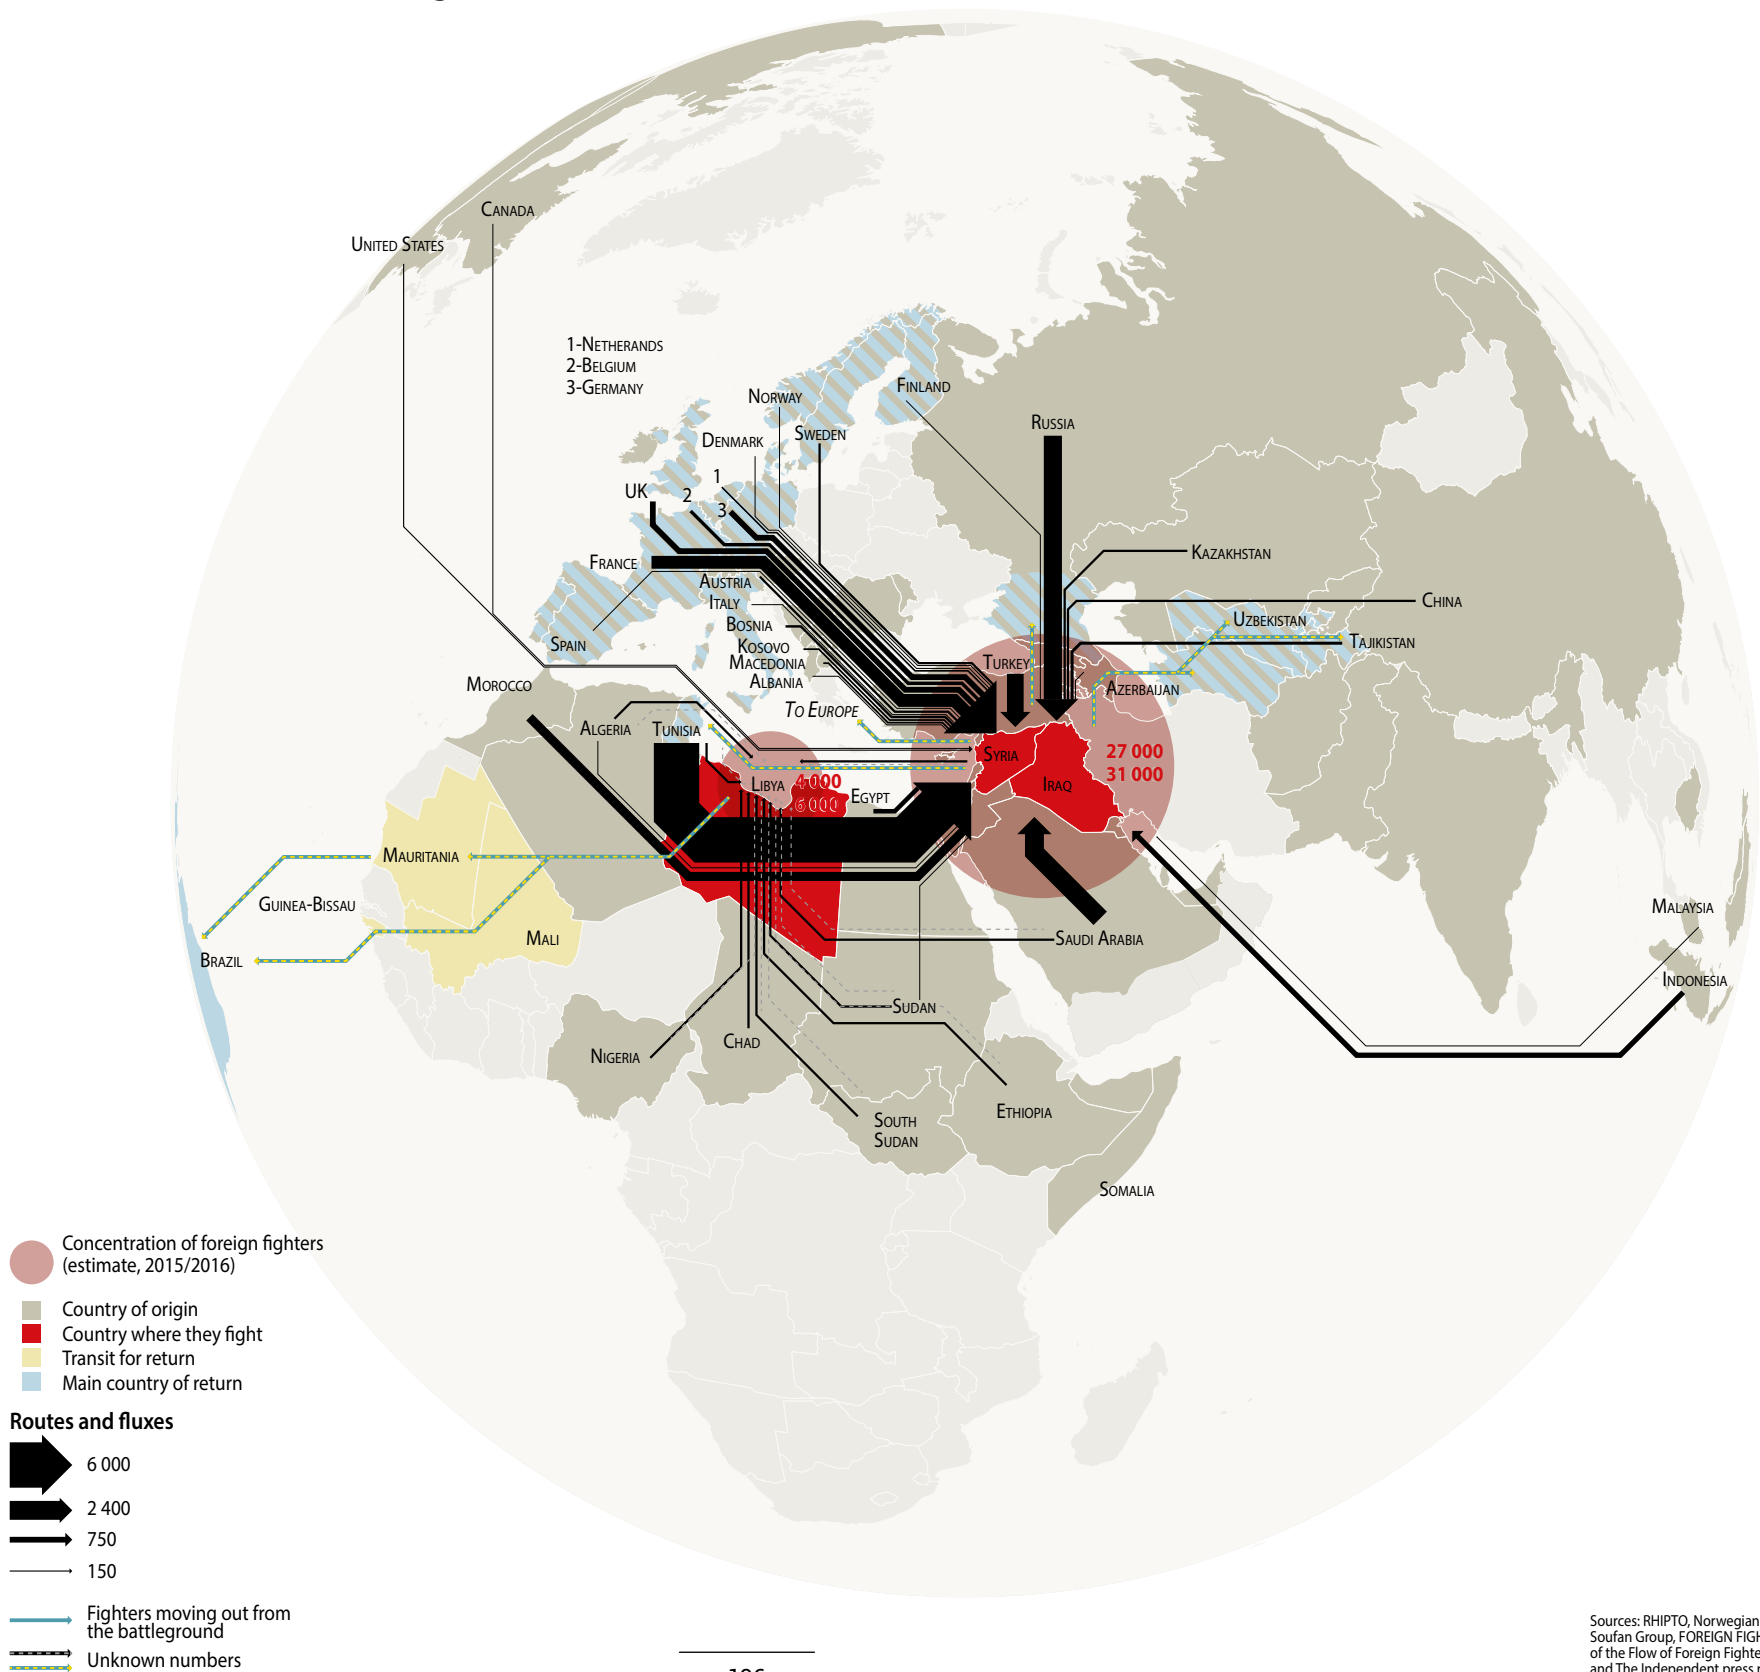 CANADA
UNITED STATES
1-NETHERANDS
2-BELGIUM
3-GERMANY
FINLAND
NORWAY
RUSSIA
SWEDEN
DENMARK
1
UK
2
3
KAZAKHSTAN
FRANCE
AUSTRIA
CHINA
ITALY
UZBEKISTAN
BOSNIA
TAJIKISTAN
SPAIN
KOSOVO
MACEDONIA
TURKEY
ALBANIA
MOROCCO
AZERBAIJAN
TO EUROPE
ALGERIA
TUNISIA
SYRIA
27 000
31 000
LIBYA
4 000
6 000
IRAQ
EGYPT
MAURITANIA
GUINEA-BISSAU
MALAYSIA
MALI
SAUDI ARABIA
BRAZIL
INDONESIA
SUDAN
CHAD
NIGERIA
ETHIOPIA
SOUTH
SUDAN
SOMALIA
Concentration of foreign fighters
(estimate, 2015/2016)
Country of origin
Country where they fight
Transit for return
Main country of return
Routes and fluxes
6 000
2 400
750
150
Fighters moving out from
the battleground
Unknown numbers
Sources: RHIPTO, Norwegian
Soufan Group, FOREIGN
of the Flow of Foreign
and The Independent press